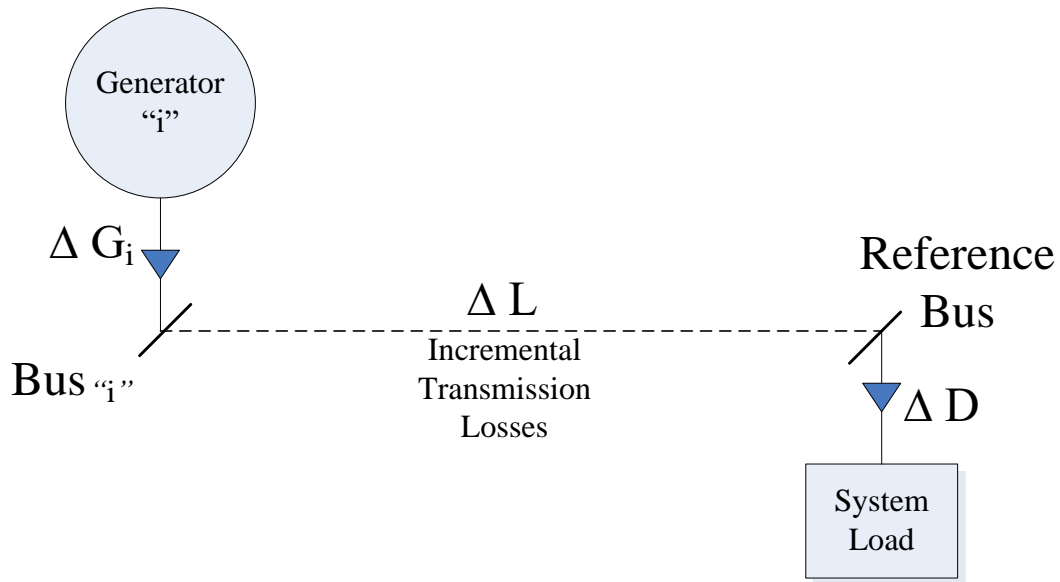 Generator
“i”
Δ Gi
Bus “i”
Δ L
Incremental
Transmission
Losses
Reference
Bus
Δ D
System
Load